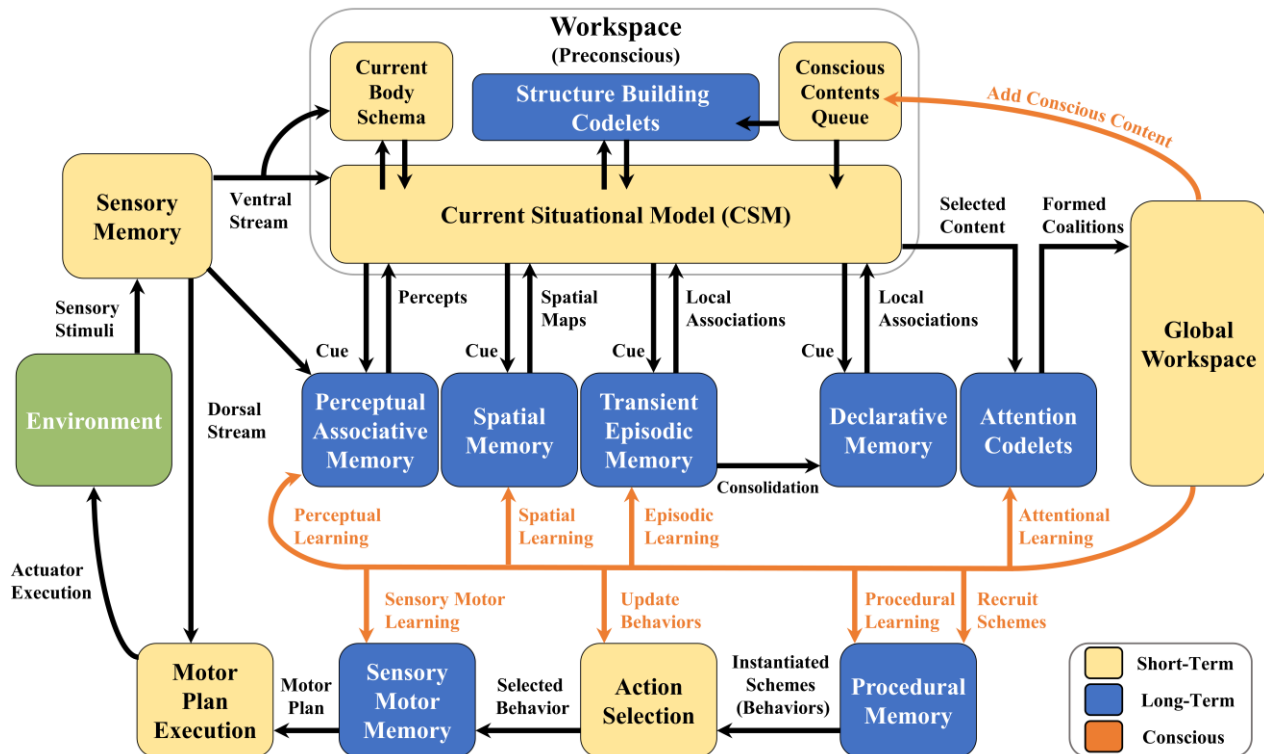 Workspace
(Preconscious)
Current
Body
Schema
Structure Building
Codelets
Conscious
Contents
Queue
Add Conscious Content
Sensory
Memory
Ventral
Stream
Current Situational Model (CSM)
Selected
Content
Formed
Coalitions
Sensory
Stimuli
Percepts
Spatial
Maps
Local
Associations
Local
Associations
Global
Workspace
Cue
Cue
Cue
Cue
Environment
Dorsal
Stream
Perceptual
Associative
Memory
Spatial
Memory
Transient
Episodic
Memory
Declarative
Memory
Attention
Codelets
Consolidation
Perceptual
Learning
Spatial
Learning
Episodic
Learning
Attentional
Learning
Actuator
Execution
Sensory Motor
Learning
Update
Behaviors
Procedural
Learning
Recruit
Schemes
Motor
Plan
Execution
Motor
Plan
Sensory
Motor
Memory
Selected
Behavior
Action
Selection
Instantiated
Schemes
(Behaviors)
Procedural
Memory
Short-Term
Long-Term
Conscious